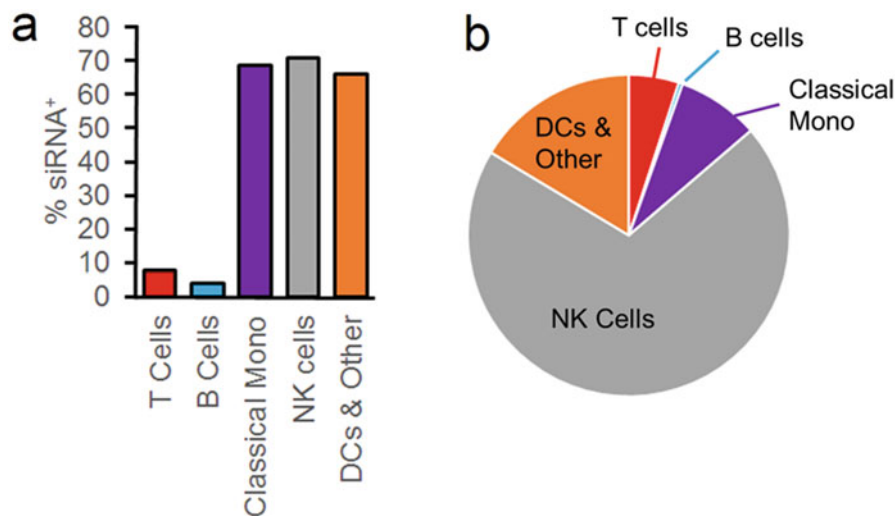 a
% siRNA⁺
80
70
60
50
40
30
20
10
0
T Cells
B Cells
Classical Mono
NK cells
DCs & Other
b
T cells
B cells
Classical
Mono
DCs &
Other
NK Cells